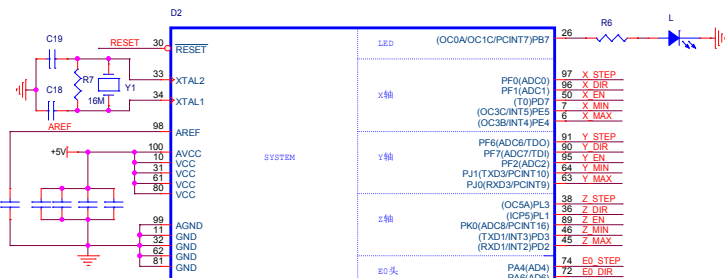 D2
C19
RESET
30
RESET
LED
(OC0A/OC1C/PCINT7)PB7
26
R6
L
R7
Y1
16M
C18
33
XTAL2
34
XTAL1
X轴
PF0(ADC0)
97
X_STEP
PF1(ADC1)
96
X_DIR
(T0)PD7
50
X_EN
(OC3C/INT5)PE5
7
X_MIN
(OC3B/INT4)PE4
6
X_MAX
AREF
98
AREF
+5V
100
AVCC
10
VCC
31
VCC
61
VCC
80
VCC
SYSTEM
Y轴
PF6(ADC6/TDO)
91
Y_STEP
PF7(ADC7/TDI)
90
Y_DIR
PF2(ADC2)
95
Y_EN
PJ1(TXD3/PCINT10)
64
Y_MIN
PJ0(RXD3/PCINT9)
63
Y_MAX
99
AGND
11
GND
32
GND
62
GND
81
GND
Z轴
(OC5A)PL3
38
Z_STEP
(ICP5)PL1
36
Z_DIR
PK0(ADC8/PCINT16)
89
Z_EN
(TXD1/INT3)PD3
46
Z_MIN
(RXD1/INT2)PD2
45
Z_MAX
E0头
PA4(AD4)
74
E0_STEP
PA6(AD6)
72
E0_DIR